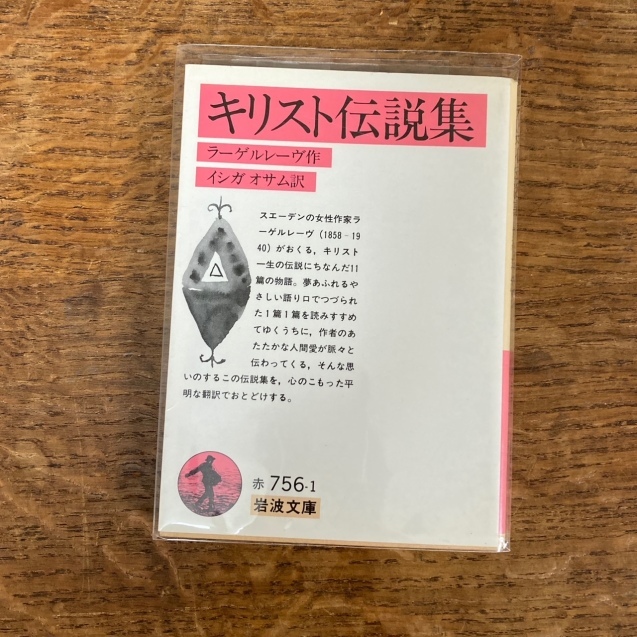 キリスト伝説集
ラーゲルレーヴ作
イシガ オサム訳
スエーデンの女性作家ラ
ーゲルレーヴ（1858-19
40）がおくる，キリスト
一生の伝説にちなんだ11
篇の物語。夢あふれるや
さしい語り口でつづられ
た1篇1篇を読みすすめ
てゆくうちに，作者のあ
たたかな人間愛が脈々と
伝わってくる，そんな思
いのするこの伝説集を，心のこもった平
明な翻訳でおとどけする。
赤 756-1
岩波文庫